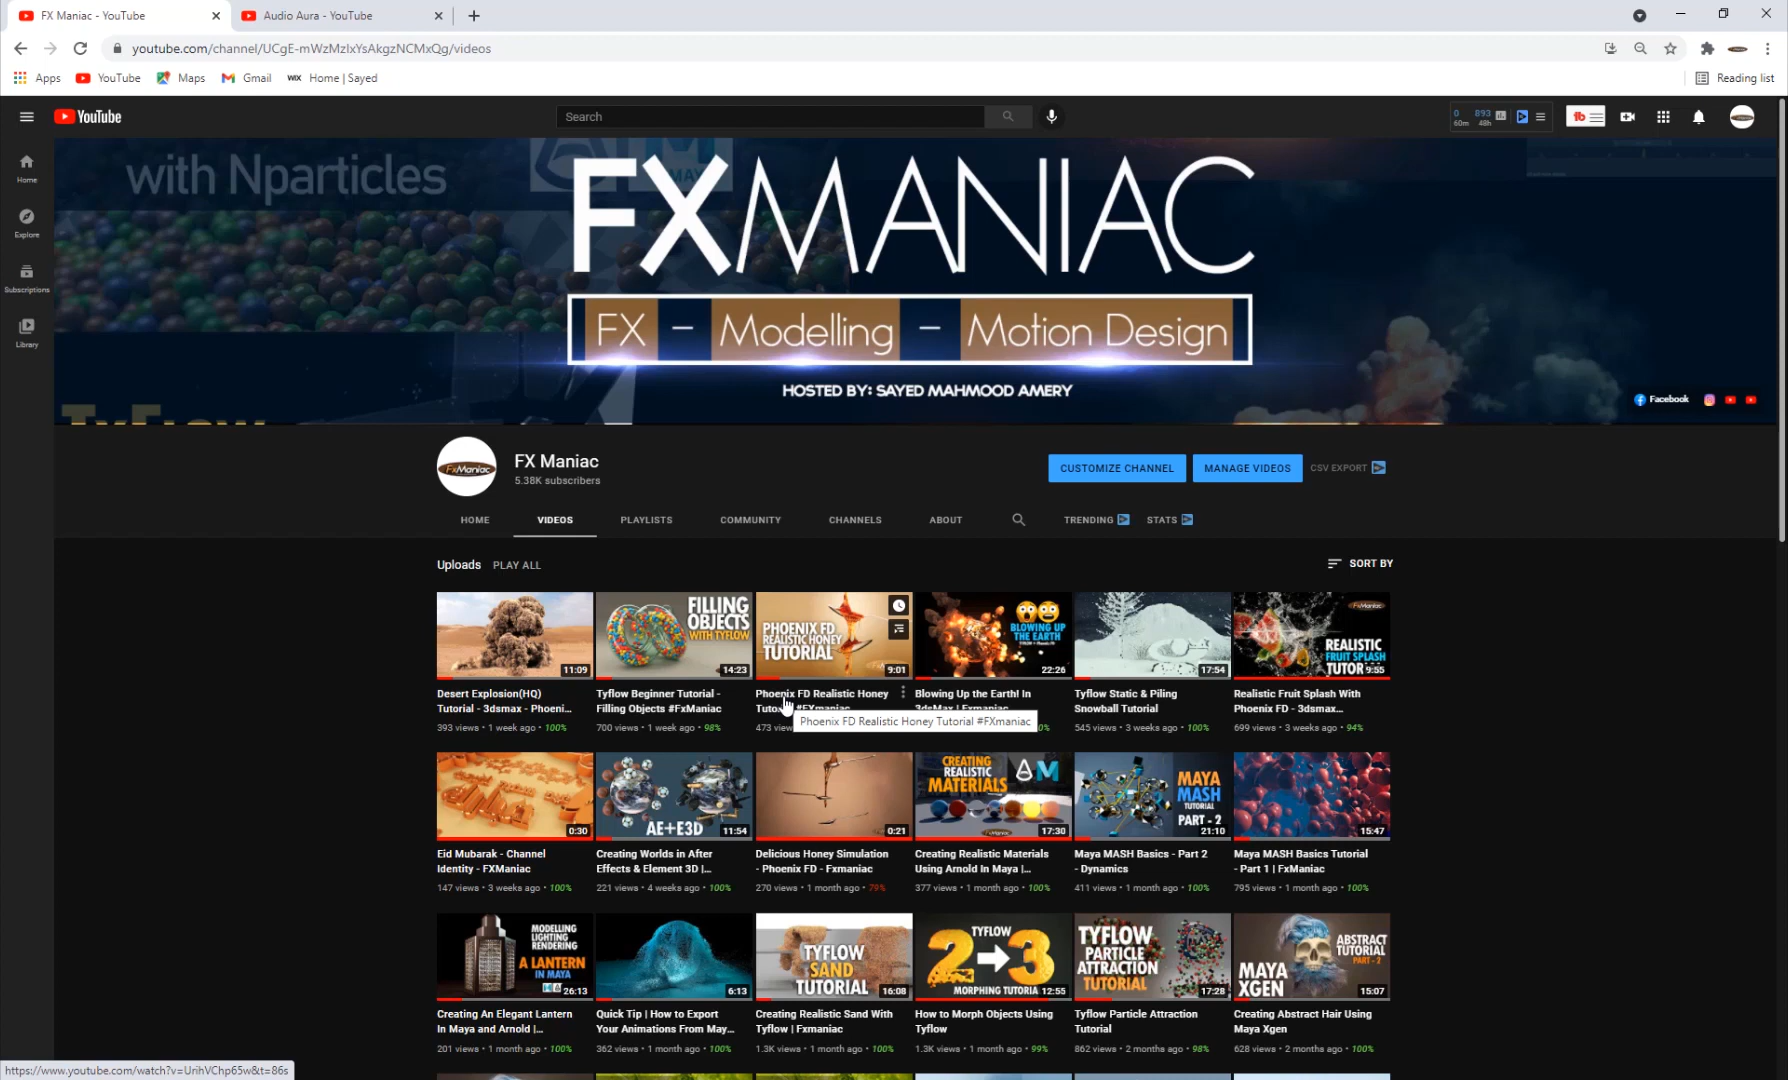 FX Maniac - YouTube
Audio Aura - YouTube
youtube.com/channel/UCgE-mWzMzlxYsAkgzNCMxQg/videos
Apps YouTube Maps Gmail WIX Home | Sayed
Reading list
YouTube
Search
0 893
60m 48h
tb
Home
Explore
Subscriptions
Library
with Nparticles
MAYA
FXMANIAC
FX - Modelling - Motion Design
HOSTED BY: SAYED MAHMOOD AMERY
TyFlow
Facebook
FxManiac
FX Maniac
5.38K subscribers
CUSTOMIZE CHANNEL
MANAGE VIDEOS
CSV EXPORT
HOME VIDEOS PLAYLISTS COMMUNITY CHANNELS ABOUT TRENDING STATS
Uploads PLAY ALL
SORT BY
11:09
FILLING
OBJECTS
WITH TYFLOW
14:23
PHOENIX FD
REALISTIC HONEY
TUTORIAL
9:01
BLOWING UP
THE EARTH
22:26
17:54
FxManiac
REALISTIC
FRUIT SPLASH
TUTOR
9:55
Desert Explosion(HQ)
Tutorial - 3dsmax - Phoeni...
393 views • 1 week ago • 100%
Tyflow Beginner Tutorial -
Filling Objects #FxManiac
700 views • 1 week ago • 98%
Phoenix FD Realistic Honey
Tutorial #FXmaniac
473 views
Phoenix FD Realistic Honey Tutorial #FXmaniac
Blowing Up the Earth! In
3dsMax | Fxmaniac
0%
Tyflow Static & Piling
Snowball Tutorial
545 views • 3 weeks ago • 100%
Realistic Fruit Splash With
Phoenix FD - 3dsmax...
699 views • 3 weeks ago • 94%
0:30
AE+E3D
11:54
0:21
CREATING
REALISTIC
MATERIALS
FxManiac
17:30
MAYA
MASH
TUTORIAL
PART - 2
21:10
15:47
Eid Mubarak - Channel
Identity - FXManiac
147 views • 3 weeks ago • 100%
Creating Worlds in After
Effects & Element 3D |...
221 views • 4 weeks ago • 100%
Delicious Honey Simulation
- Phoenix FD - Fxmaniac
270 views • 1 month ago • 79%
Creating Realistic Materials
Using Arnold In Maya |...
377 views • 1 month ago • 100%
Maya MASH Basics - Part 2
- Dynamics
411 views • 1 month ago • 100%
Maya MASH Basics Tutorial
- Part 1 | FxManiac
795 views • 1 month ago • 100%
MODELLING
LIGHTING
RENDERING
A LANTERN
IN MAYA
26:13
6:13
TYFLOW
SAND
TUTORIAL
16:08
TYFLOW
2 3
MORPHING TUTORIA
12:55
TYFLOW
PARTICLE
ATTRACTION
TUTORIAL
17:28
ABSTRACT
TUTORIAL
PART - 2
MAYA
XGEN
15:07
Creating An Elegant Lantern
In Maya and Arnold |...
201 views • 1 month ago • 100%
Quick Tip | How to Export
Your Animations From May...
362 views • 1 month ago • 100%
Creating Realistic Sand With
Tyflow | Fxmaniac
1.3K views • 1 month ago • 100%
How to Morph Objects Using
Tyflow
1.3K views • 1 month ago • 99%
Tyflow Particle Attraction
Tutorial
862 views • 2 months ago • 98%
Creating Abstract Hair Using
Maya Xgen
628 views • 2 months ago • 100%
https://www.youtube.com/watch?v=UrihVChp65w&t=86s